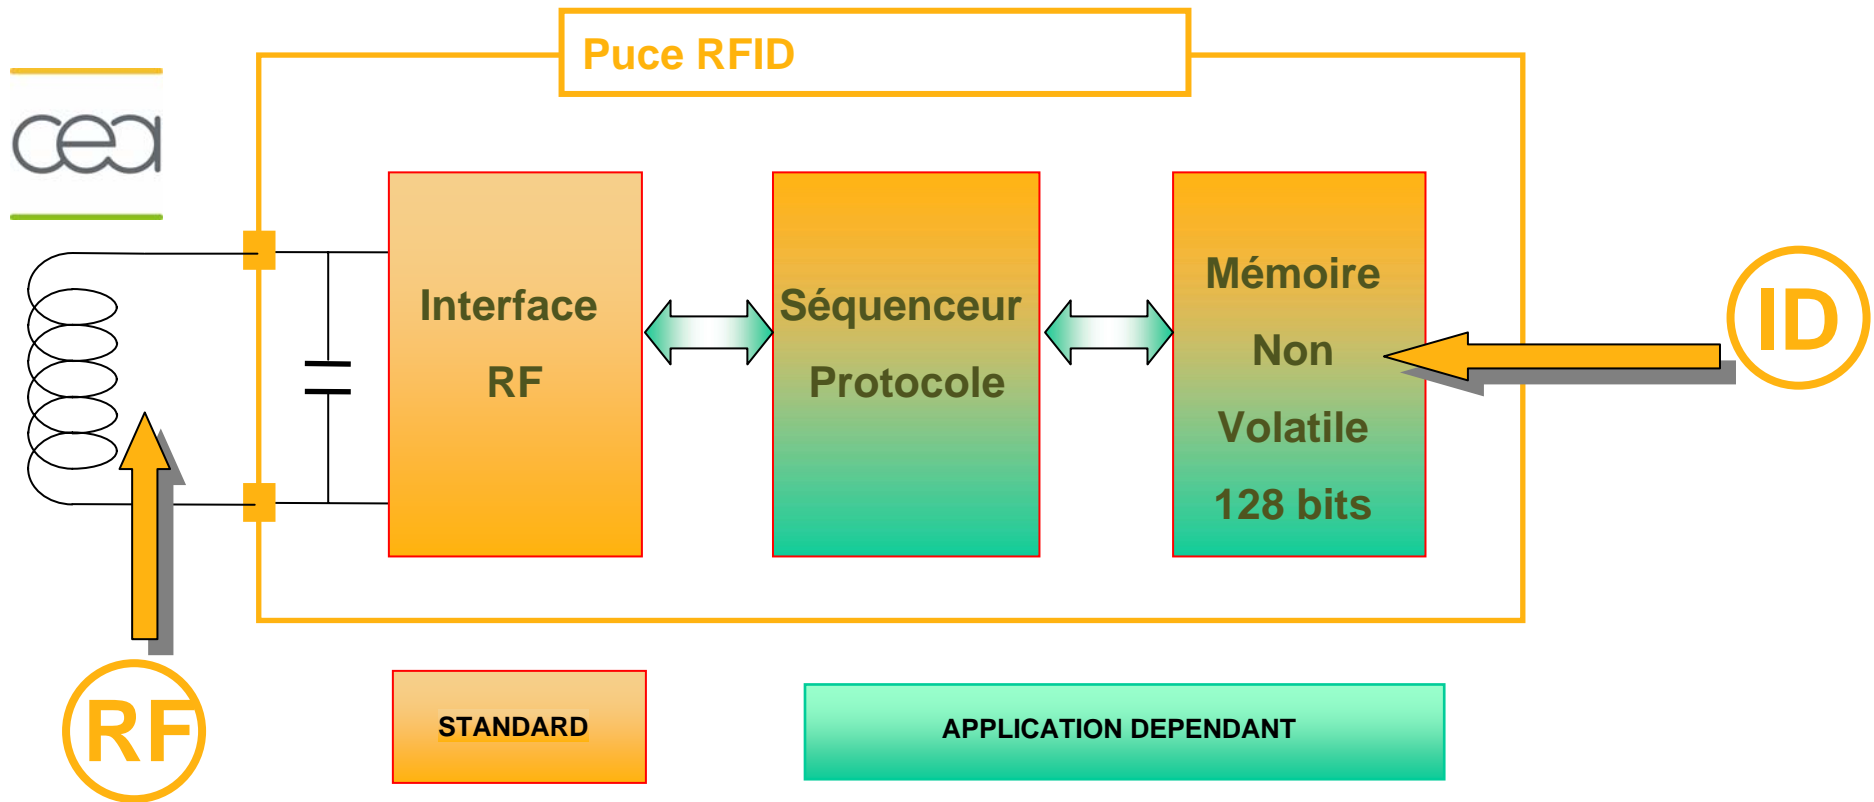 Puce RFID
cea
Interface
RF
Séquenceur
Protocole
Mémoire
Non
Volatile
128 bits
ID
RF
STANDARD
APPLICATION DEPENDANT